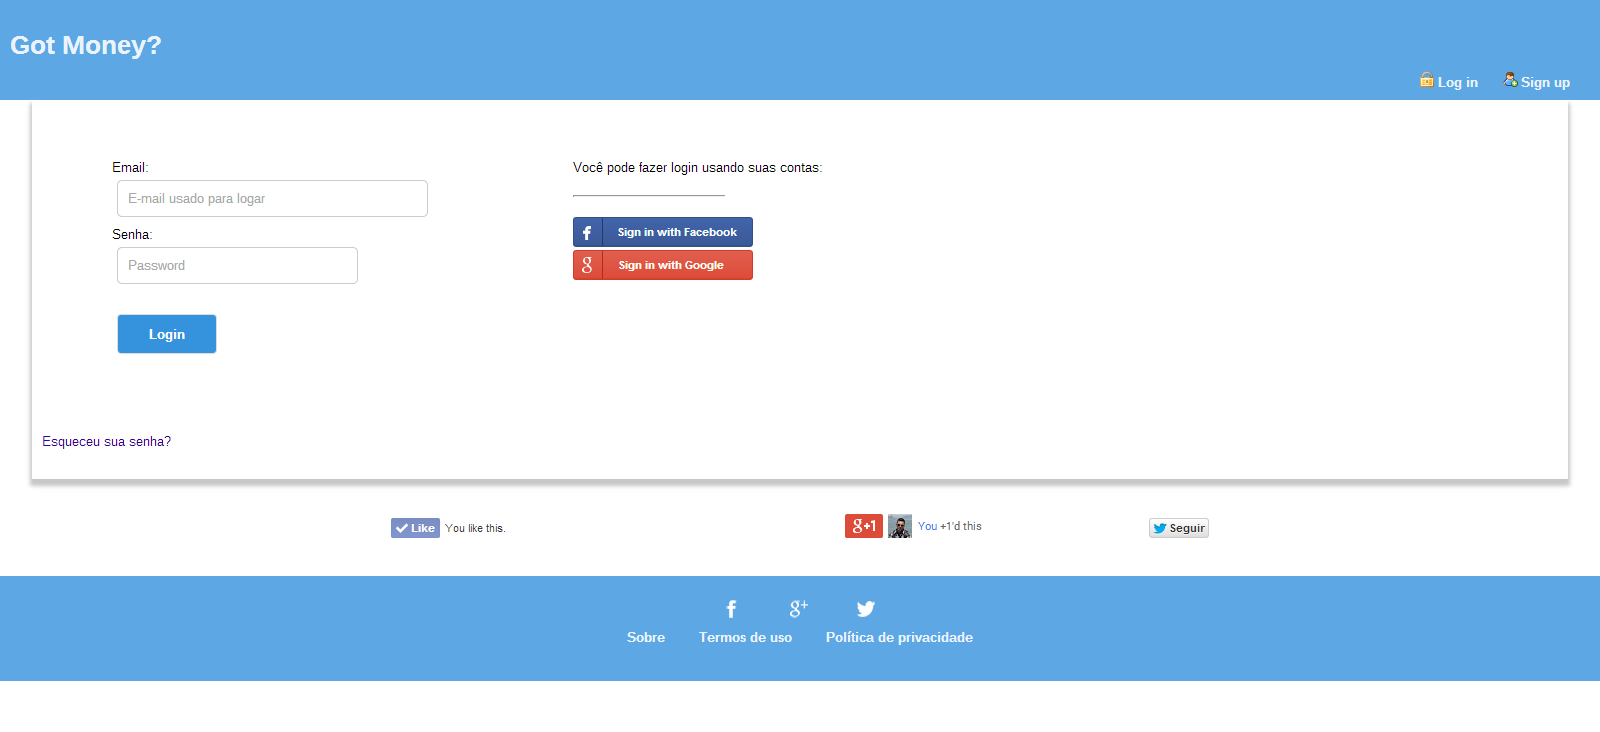 Got Money?
Log in Sign up
Email:
E-mail usado para logar
Senha:
Password
Login
Você pode fazer login usando suas contas:
f Sign in with Facebook
g Sign in with Google
Esqueceu sua senha?
Like You like this.
g+1 You +1'd this
Seguir
f g+
Sobre Termos de uso Política de privacidade